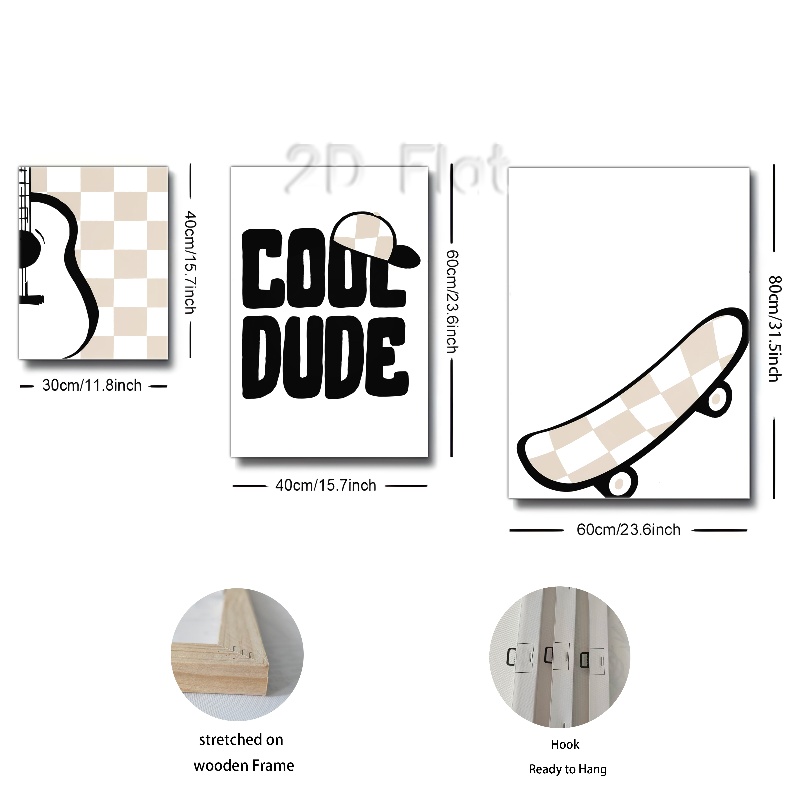 2D Flat
40cm/15.7inch
30cm/11.8inch
COOL
DUDE
60cm/23.6inch
40cm/15.7inch
80cm/31.5inch
60cm/23.6inch
stretched on
wooden Frame
Hook
Ready to Hang